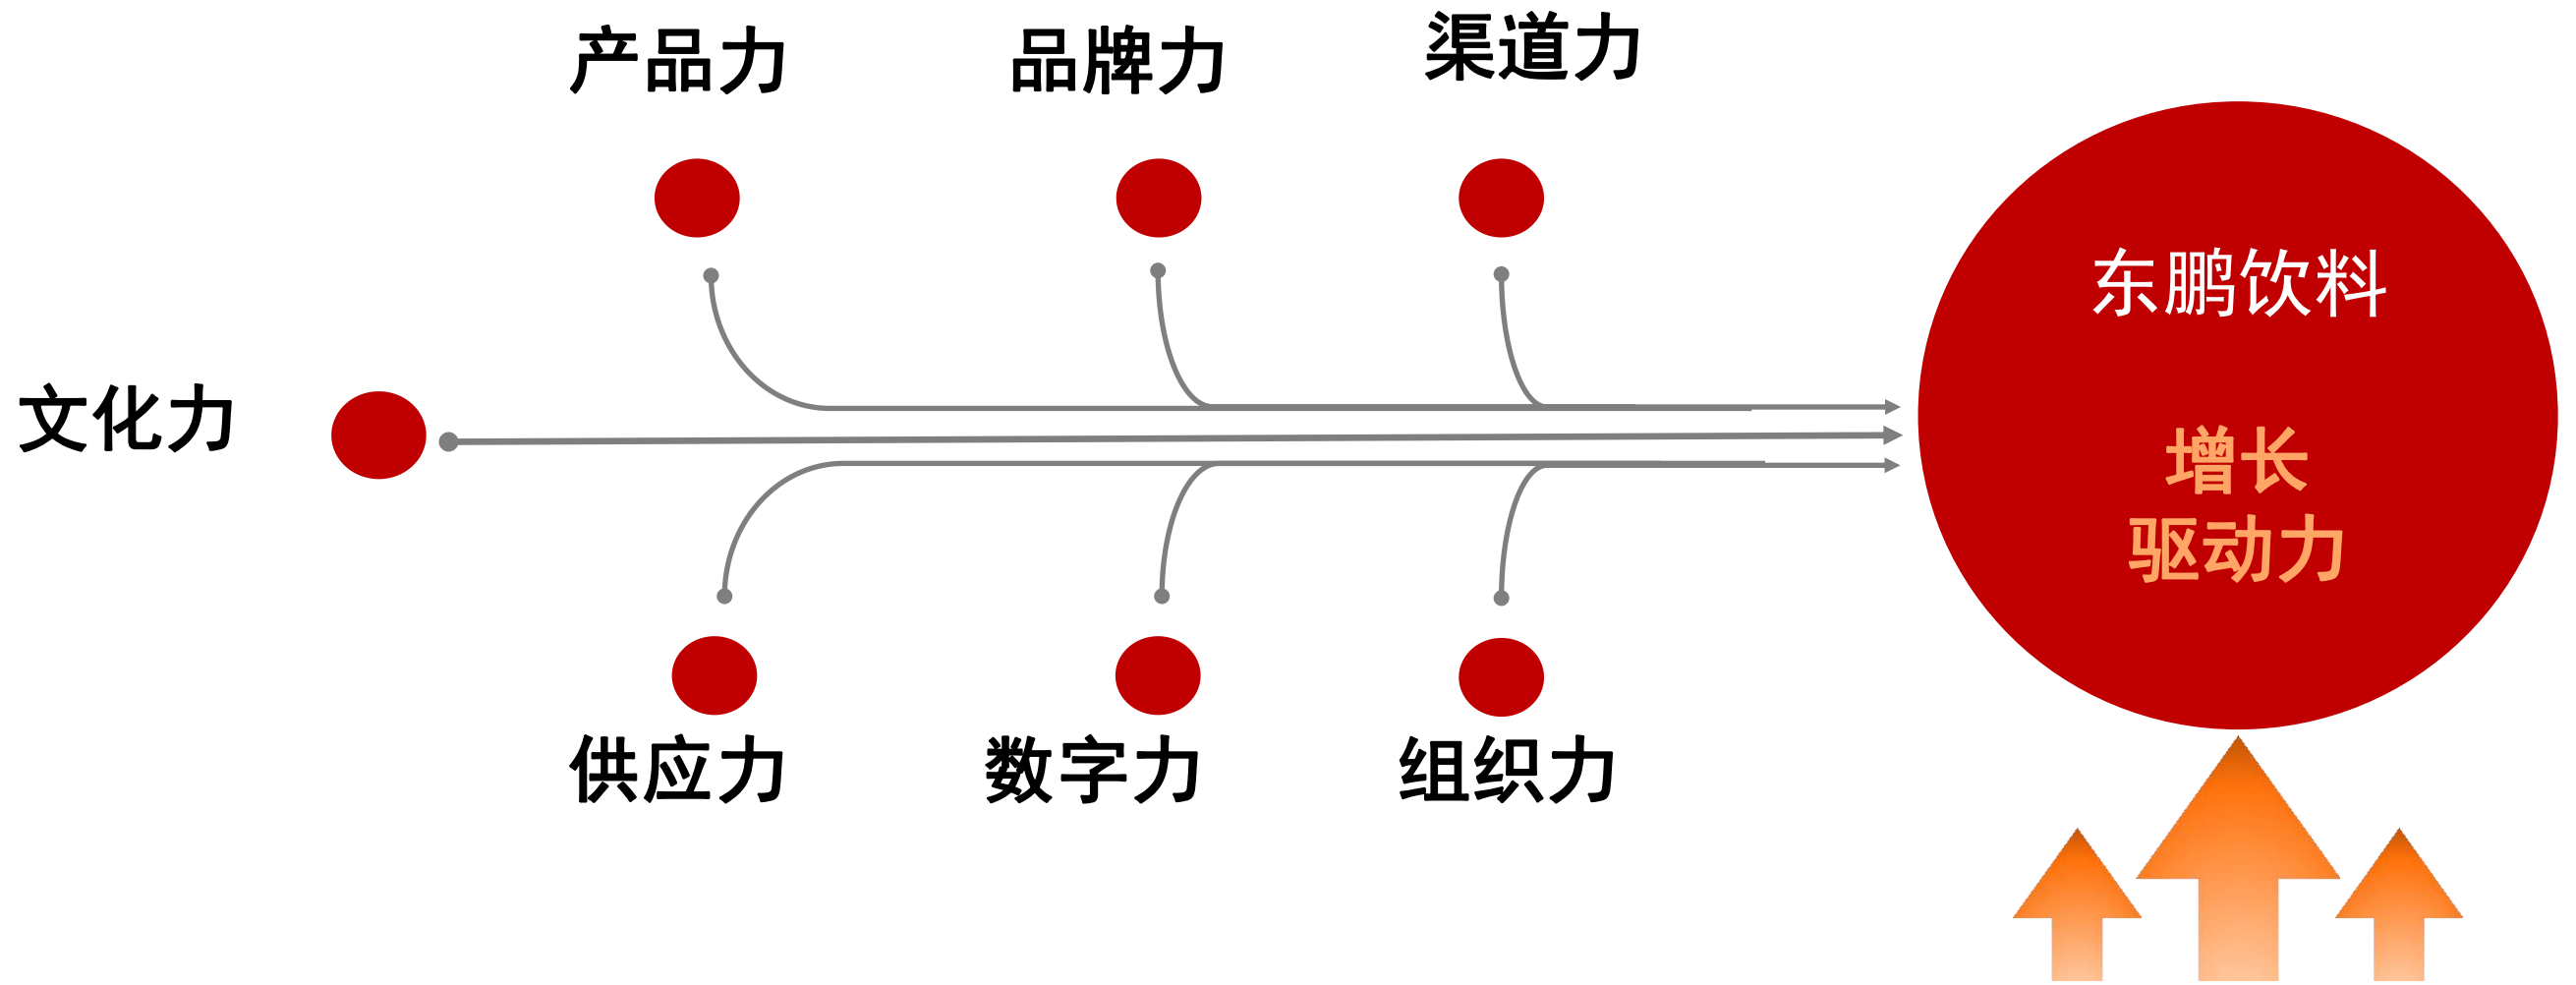 产品力
品牌力
渠道力
文化力
东鹏饮料
增长
驱动力
供应力
数字力
组织力